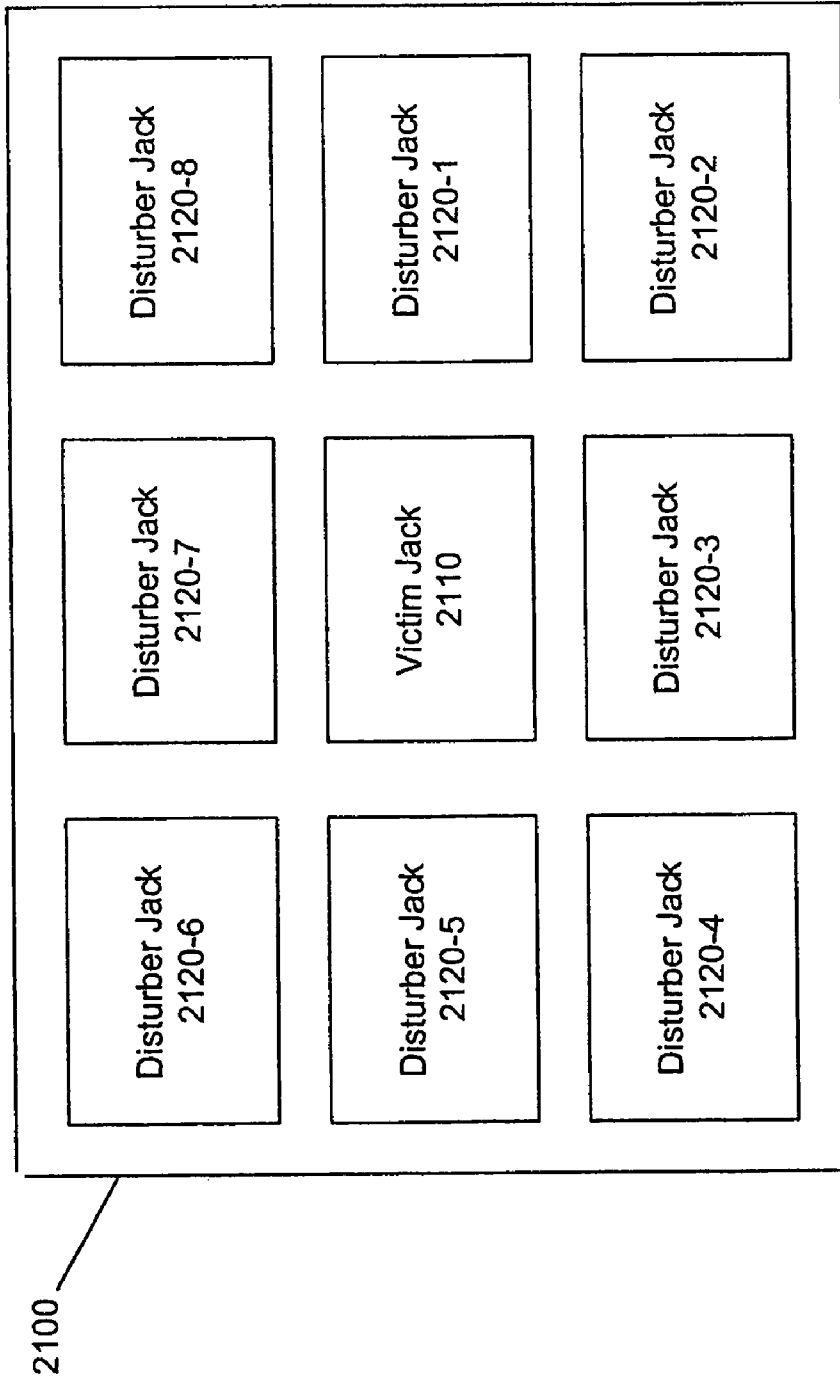 2100
Disturber Jack
2120-6
Disturber Jack
2120-7
Disturber Jack
2120-8
Disturber Jack
2120-5
Victim Jack
2110
Disturber Jack
2120-1
Disturber Jack
2120-4
Disturber Jack
2120-3
Disturber Jack
2120-2